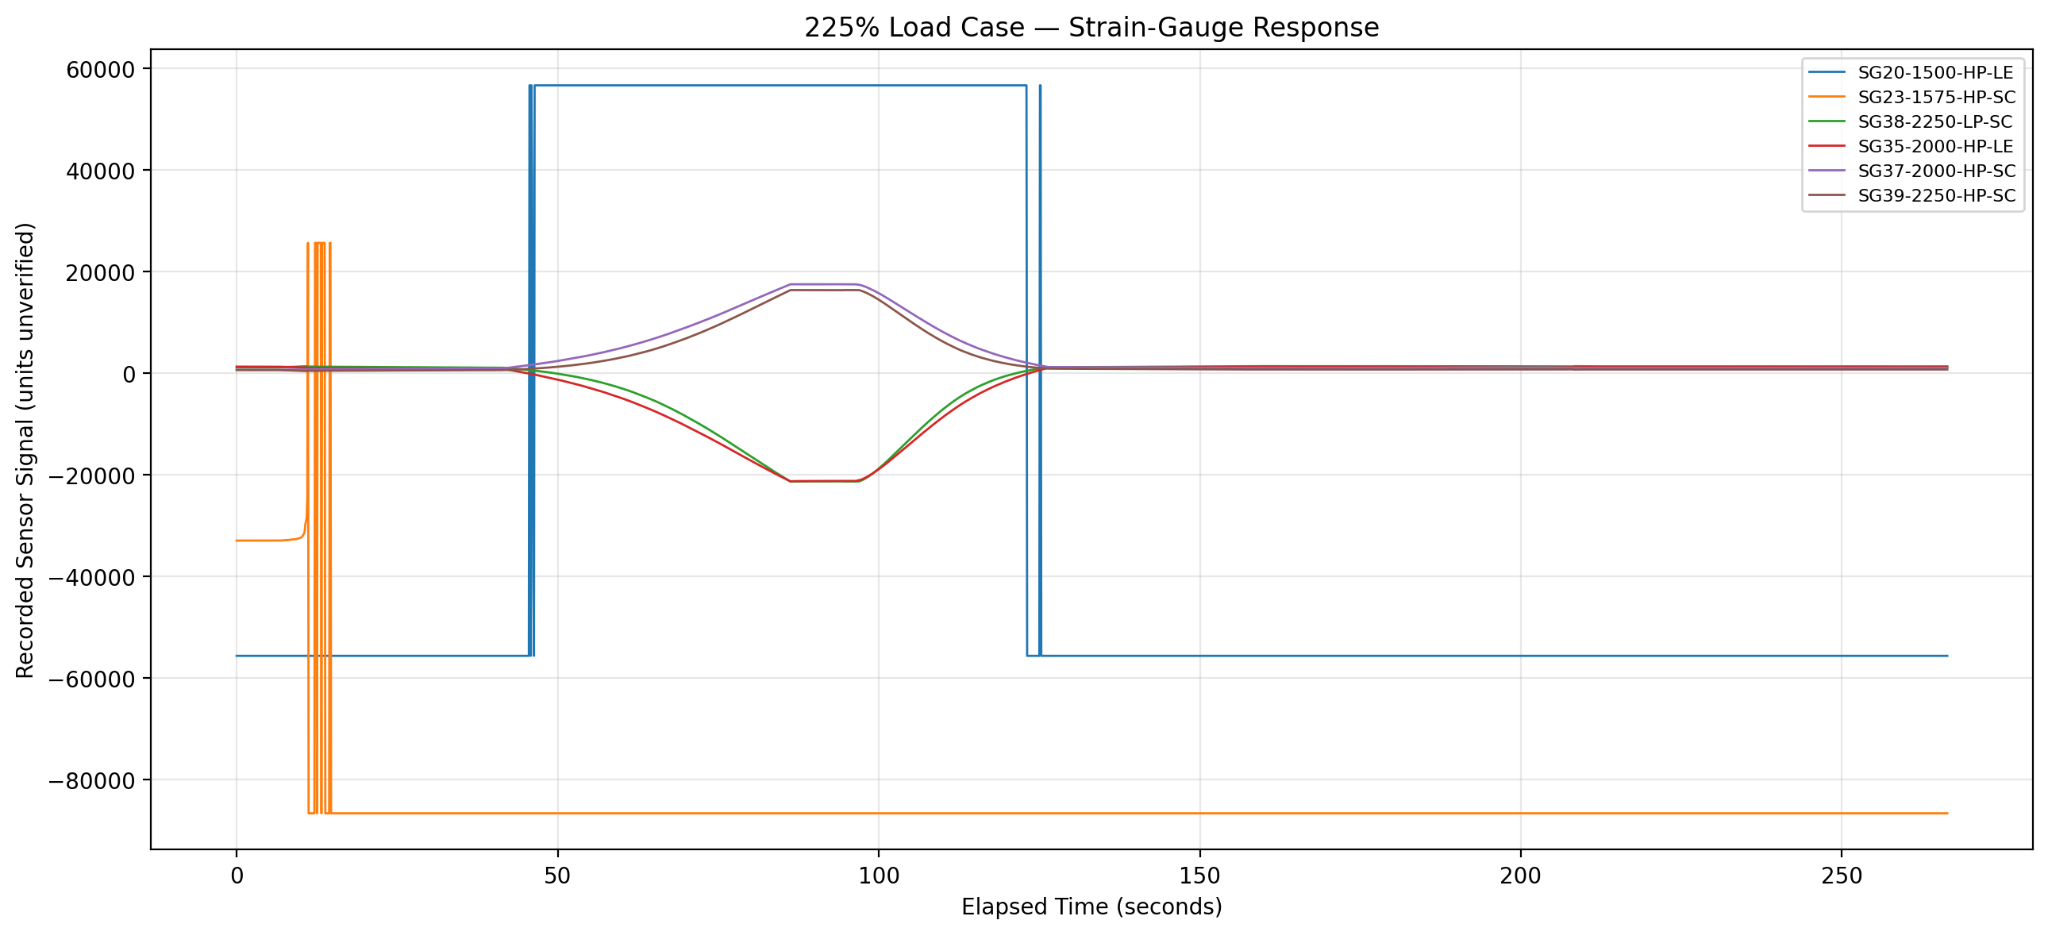 225% Load Case — Strain-Gauge Response
Recorded Sensor Signal (units unverified)
60000
40000
20000
0
−20000
−40000
−60000
−80000
SG20-1500-HP-LE
SG23-1575-HP-SC
SG38-2250-LP-SC
SG35-2000-HP-LE
SG37-2000-HP-SC
SG39-2250-HP-SC
0 50 100 150 200 250
Elapsed Time (seconds)